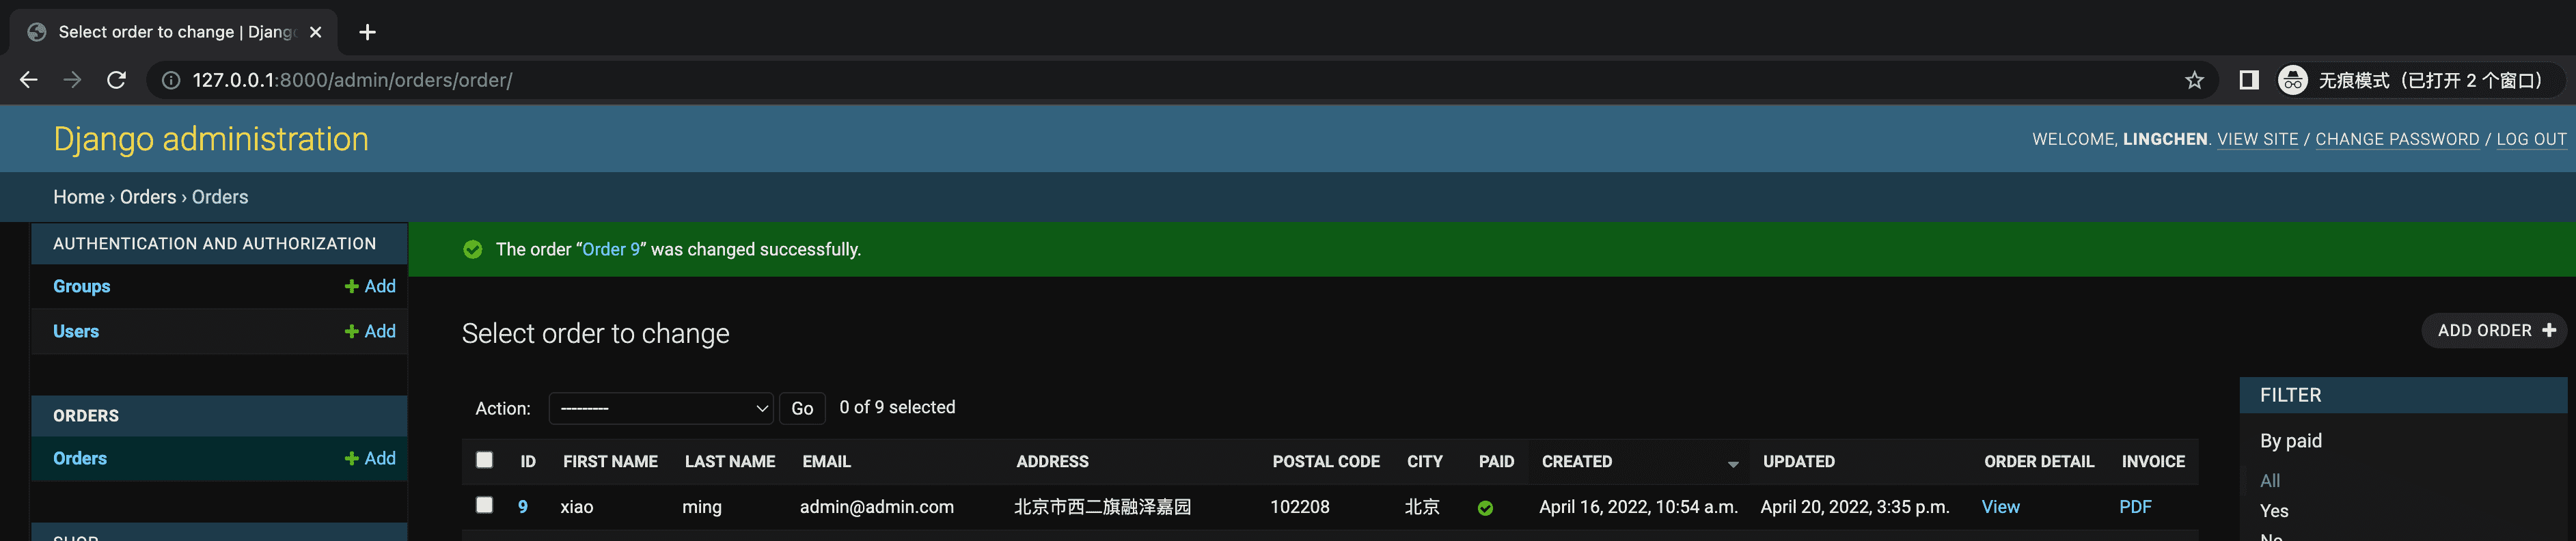 Select order to change | Djang
127.0.0.1:8000/admin/orders/order/
无痕模式（已打开 2 个窗口）
Django administration
WELCOME, LINGCHEN. VIEW SITE / CHANGE PASSWORD / LOG OUT
Home › Orders › Orders
AUTHENTICATION AND AUTHORIZATION
Groups
Add
Users
Add
ORDERS
Orders
Add
SHOP
The order “Order 9” was changed successfully.
Select order to change
ADD ORDER
Action:
---------
Go
0 of 9 selected
ID FIRST NAME LAST NAME EMAIL ADDRESS POSTAL CODE CITY PAID CREATED UPDATED ORDER DETAIL INVOICE
9 xiao ming admin@admin.com 北京市西二旗融泽嘉园 102208 北京 April 16, 2022, 10:54 a.m. April 20, 2022, 3:35 p.m. View PDF
FILTER
By paid
All
Yes
No